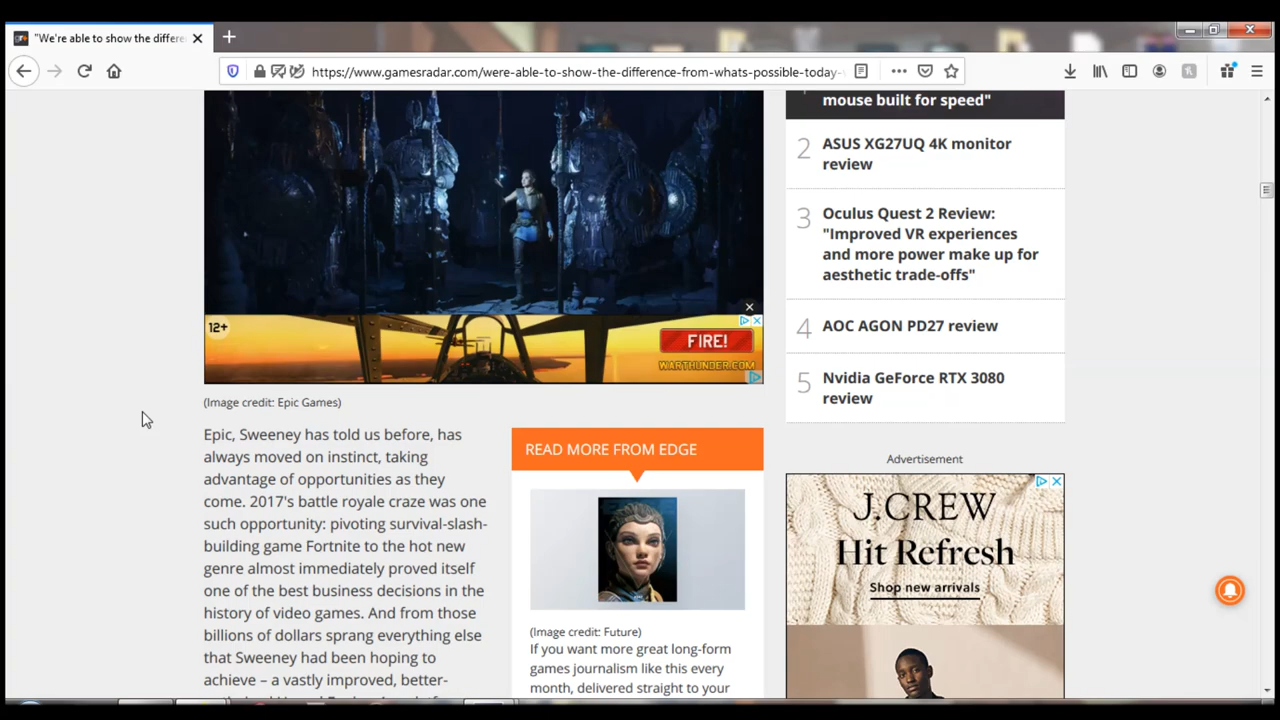 "We're able to show the differe
https://www.gamesradar.com/were-able-to-show-the-difference-from-whats-possible-today-
mouse built for speed"
2 ASUS XG27UQ 4K monitor
review
3 Oculus Quest 2 Review:
"Improved VR experiences
and more power make up for
aesthetic trade-offs"
4 AOC AGON PD27 review
5 Nvidia GeForce RTX 3080
review
12+
FIRE!
WARTHUNDER.COM
(Image credit: Epic Games)
Epic, Sweeney has told us before, has
always moved on instinct, taking
advantage of opportunities as they
come. 2017's battle royale craze was one
such opportunity: pivoting survival-slash-
building game Fortnite to the hot new
genre almost immediately proved itself
one of the best business decisions in the
history of video games. And from those
billions of dollars sprang everything else
that Sweeney had been hoping to
achieve – a vastly improved, better-
READ MORE FROM EDGE
(Image credit: Future)
If you want more great long-form
games journalism like this every
month, delivered straight to your
Advertisement
J.CREW
Hit Refresh
Shop new arrivals